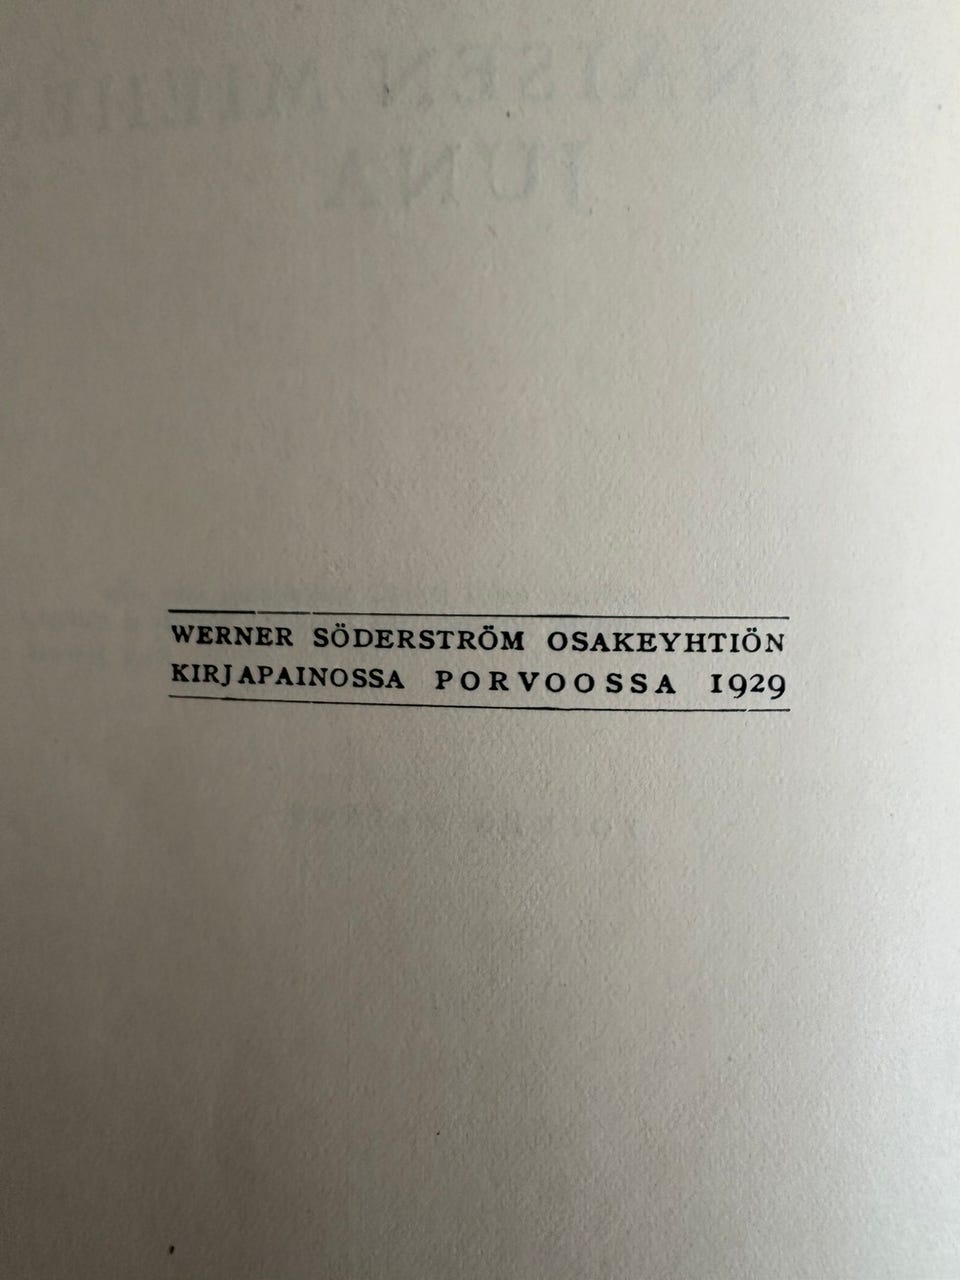 WERNER SÖDERSTRÖM OSAKEYHTIÖN
KIRJAPAINOSSA PORVOOSSA 1929